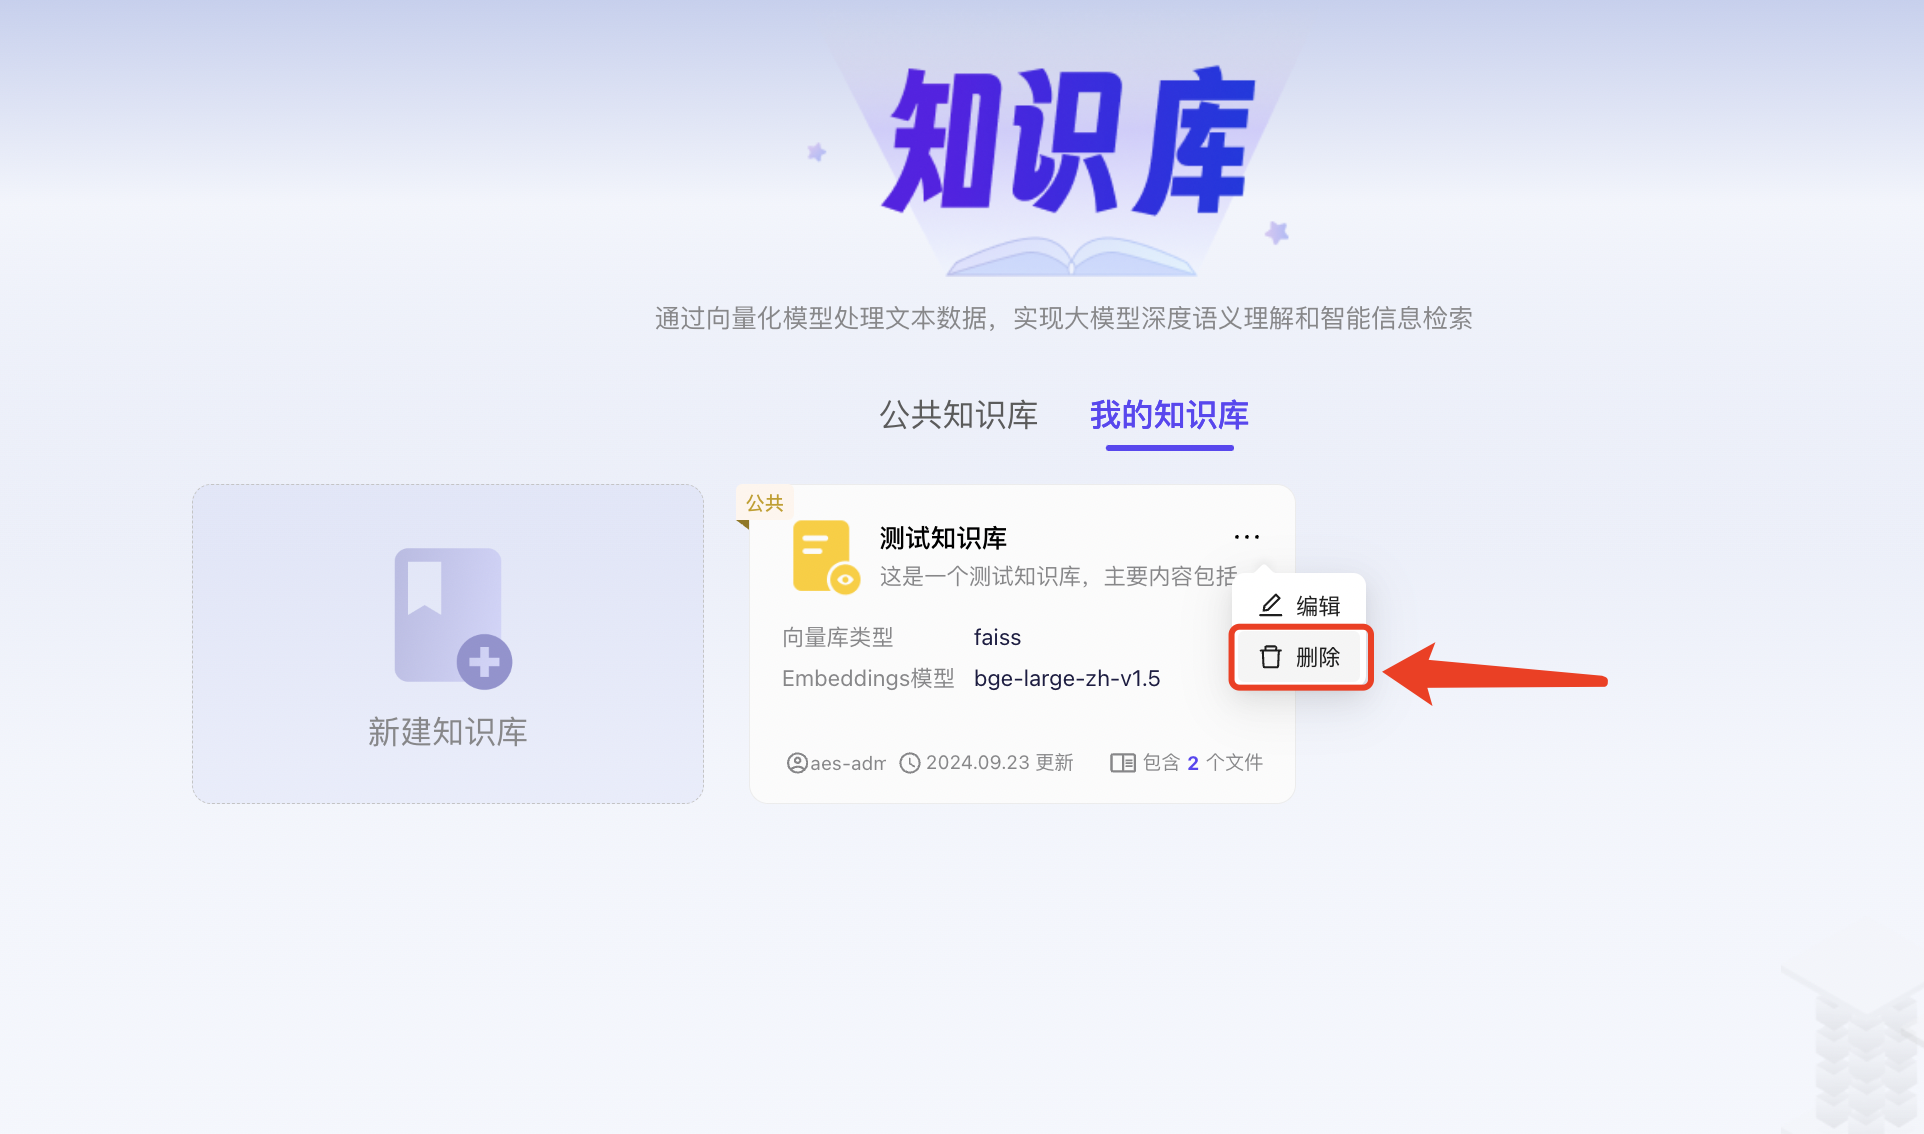 知识库
通过向量化模型处理文本数据，实现大模型深度语义理解和智能信息检索
公共知识库
我的知识库
新建知识库
公共
测试知识库
这是一个测试知识库，主要内容包括
编辑
删除
向量库类型 faiss
Embeddings模型 bge-large-zh-v1.5
aes-adm 2024.09.23 更新 包含 2 个文件